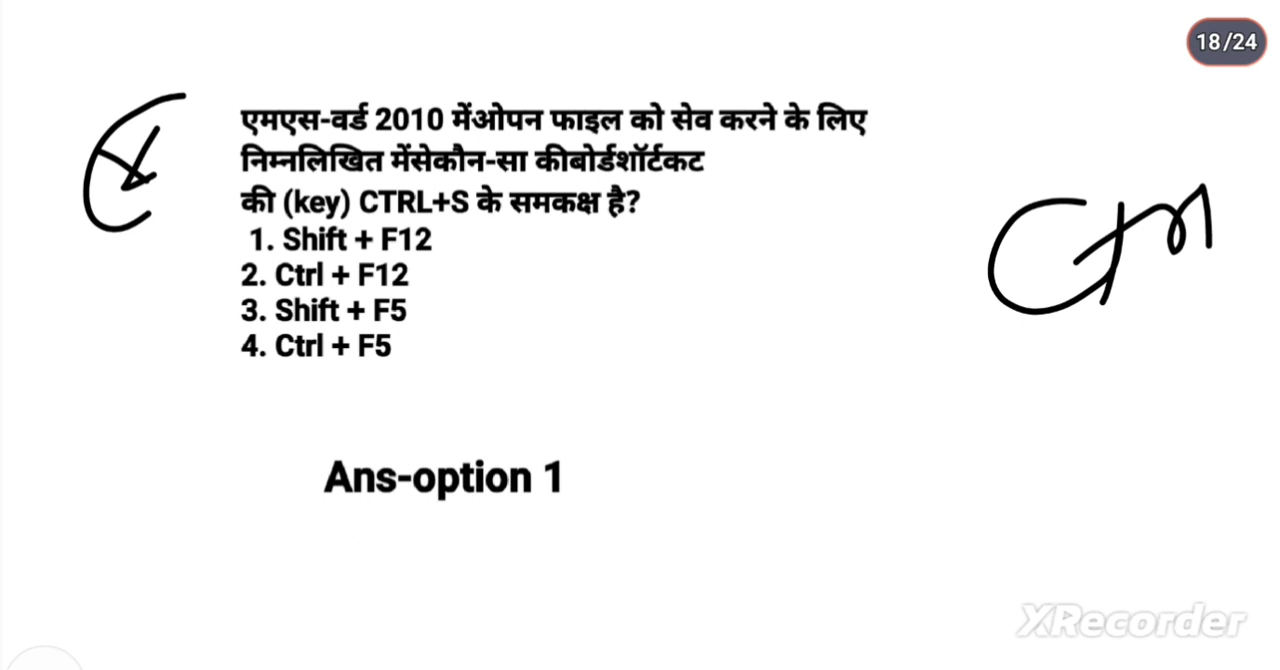 18/24
एमएस-वर्ड 2010 मेंओपन फाइल को सेव करने के लिए
निम्नलिखित मेंसेकौन-सा कीबोर्डशॉर्टकट
की (key) CTRL+S के समकक्ष है?
1. Shift + F12
2. Ctrl + F12
3. Shift + F5
4. Ctrl + F5
Ans-option 1
XRecorder